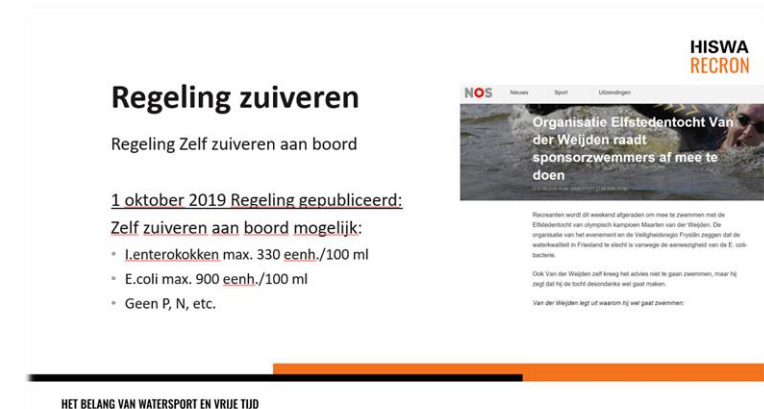 HISWA
RECRON
Regeling zuiveren
Regeling Zelf zuiveren aan boord
1 oktober 2019 Regeling gepubliceerd:
Zelf zuiveren aan boord mogelijk:
• I.enterokokken max. 330 eenh./100 ml
• E.coli max. 900 eenh./100 ml
• Geen P, N, etc.
NOS Nieuws Sport Uitzendingen
Organisatie Elfstedentocht Van
der Weijden raadt
sponsorzwemmers af mee te
doen
Recreanten wordt dit weekend afgeraden om mee te zwemmen met de
Elfstedentocht van olympisch kampioen Maarten van der Weijden. De
organisatie van het evenement en de Veiligheidsregio Fryslân zeggen dat de
waterkwaliteit in Friesland te slecht is vanwege de aanwezigheid van de E. coli-
bacterie.
Ook Van der Weijden zelf kreeg het advies niet te gaan zwemmen, maar hij
zegt dat hij de tocht desondanks wel gaat maken.
Van der Weijden legt uit waarom hij wel gaat zwemmen:
HET BELANG VAN WATERSPORT EN VRIJE TIJD